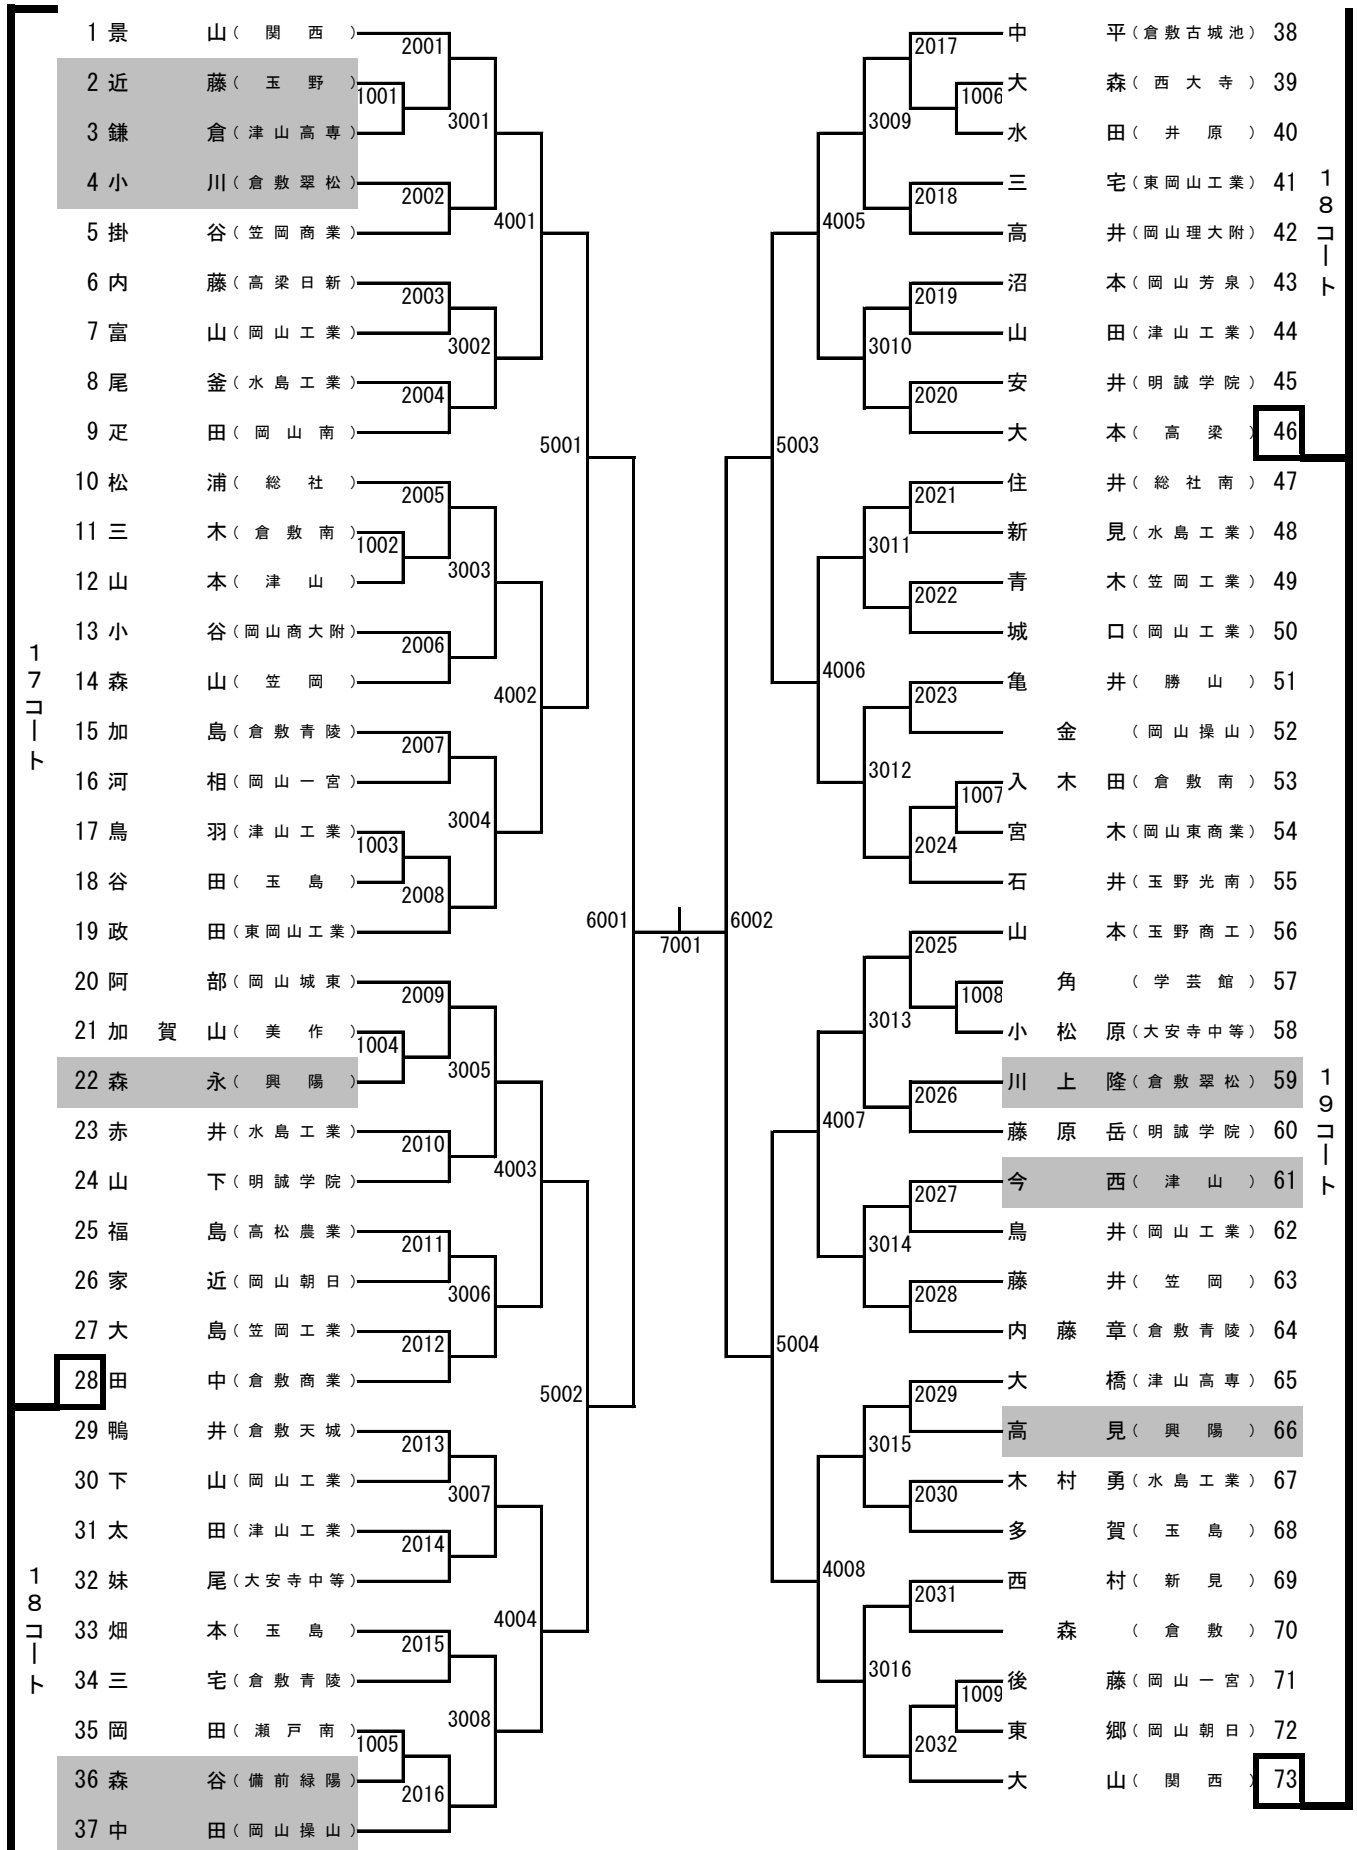 1 景山(関西)
2 近藤(玉野)
3 鎌倉(津山高専)
4 小川(倉敷翠松)
5 掛谷(笠岡商業)
6 内藤(高梁日新)
7 富山(岡山工業)
8 尾釜(水島工業)
9 疋田(岡山南)
10 松浦(総社)
11 三木(倉敷南)
12 山本(津山)
13 小谷(岡山商大附)
14 森山(笠岡)
15 加島(倉敷青陵)
16 河相(岡山一宮)
17 鳥羽(津山工業)
18 谷田(玉島)
19 政田(東岡山工業)
20 阿部(岡山城東)
21 加賀山(美作)
22 森永(興陽)
23 赤井(水島工業)
24 山下(明誠学院)
25 福島(高松農業)
26 家近(岡山朝日)
27 大島(笠岡工業)
28 田中(倉敷商業)
29 鴨井(倉敷天城)
30 下山(岡山工業)
31 太田(津山工業)
32 妹尾(大安寺中等)
33 畑本(玉島)
34 三宅(倉敷青陵)
35 岡田(瀬戸南)
36 森谷(備前緑陽)
37 中田(岡山操山)
17コート
18コート
1001
1002
1003
1004
1005
2001
2002
2003
2004
2005
2006
2007
2008
2009
2010
2011
2012
2013
2014
2015
2016
3001
3002
3003
3004
3005
3006
3007
3008
4001
4002
4003
4004
5001
5002
6001
7001
6002
5003
5004
4005
4006
4007
4008
3009
3010
3011
3012
3013
3014
3015
3016
2017
2018
2019
2020
2021
2022
2023
2024
2025
2026
2027
2028
2029
2030
2031
2032
1006
1007
1008
1009
中平(倉敷古城池) 38
大森(西大寺) 39
水田(井原) 40
三宅(東岡山工業) 41
高井(岡山理大附) 42
沼本(岡山芳泉) 43
山田(津山工業) 44
安井(明誠学院) 45
大本(高梁) 46
住井(総社南) 47
新見(水島工業) 48
青木(笠岡工業) 49
城口(岡山工業) 50
亀井(勝山) 51
金(岡山操山) 52
入木田(倉敷南) 53
宮木(岡山東商業) 54
石井(玉野光南) 55
山本(玉野商工) 56
角(学芸館) 57
小松原(大安寺中等) 58
川上隆(倉敷翠松) 59
藤原岳(明誠学院) 60
今西(津山) 61
鳥井(岡山工業) 62
藤井(笠岡) 63
内藤章(倉敷青陵) 64
大橋(津山高専) 65
高見(興陽) 66
木村勇(水島工業) 67
多賀(玉島) 68
西村(新見) 69
森(倉敷) 70
後藤(岡山一宮) 71
東郷(岡山朝日) 72
大山(関西) 73
18コート
19コート